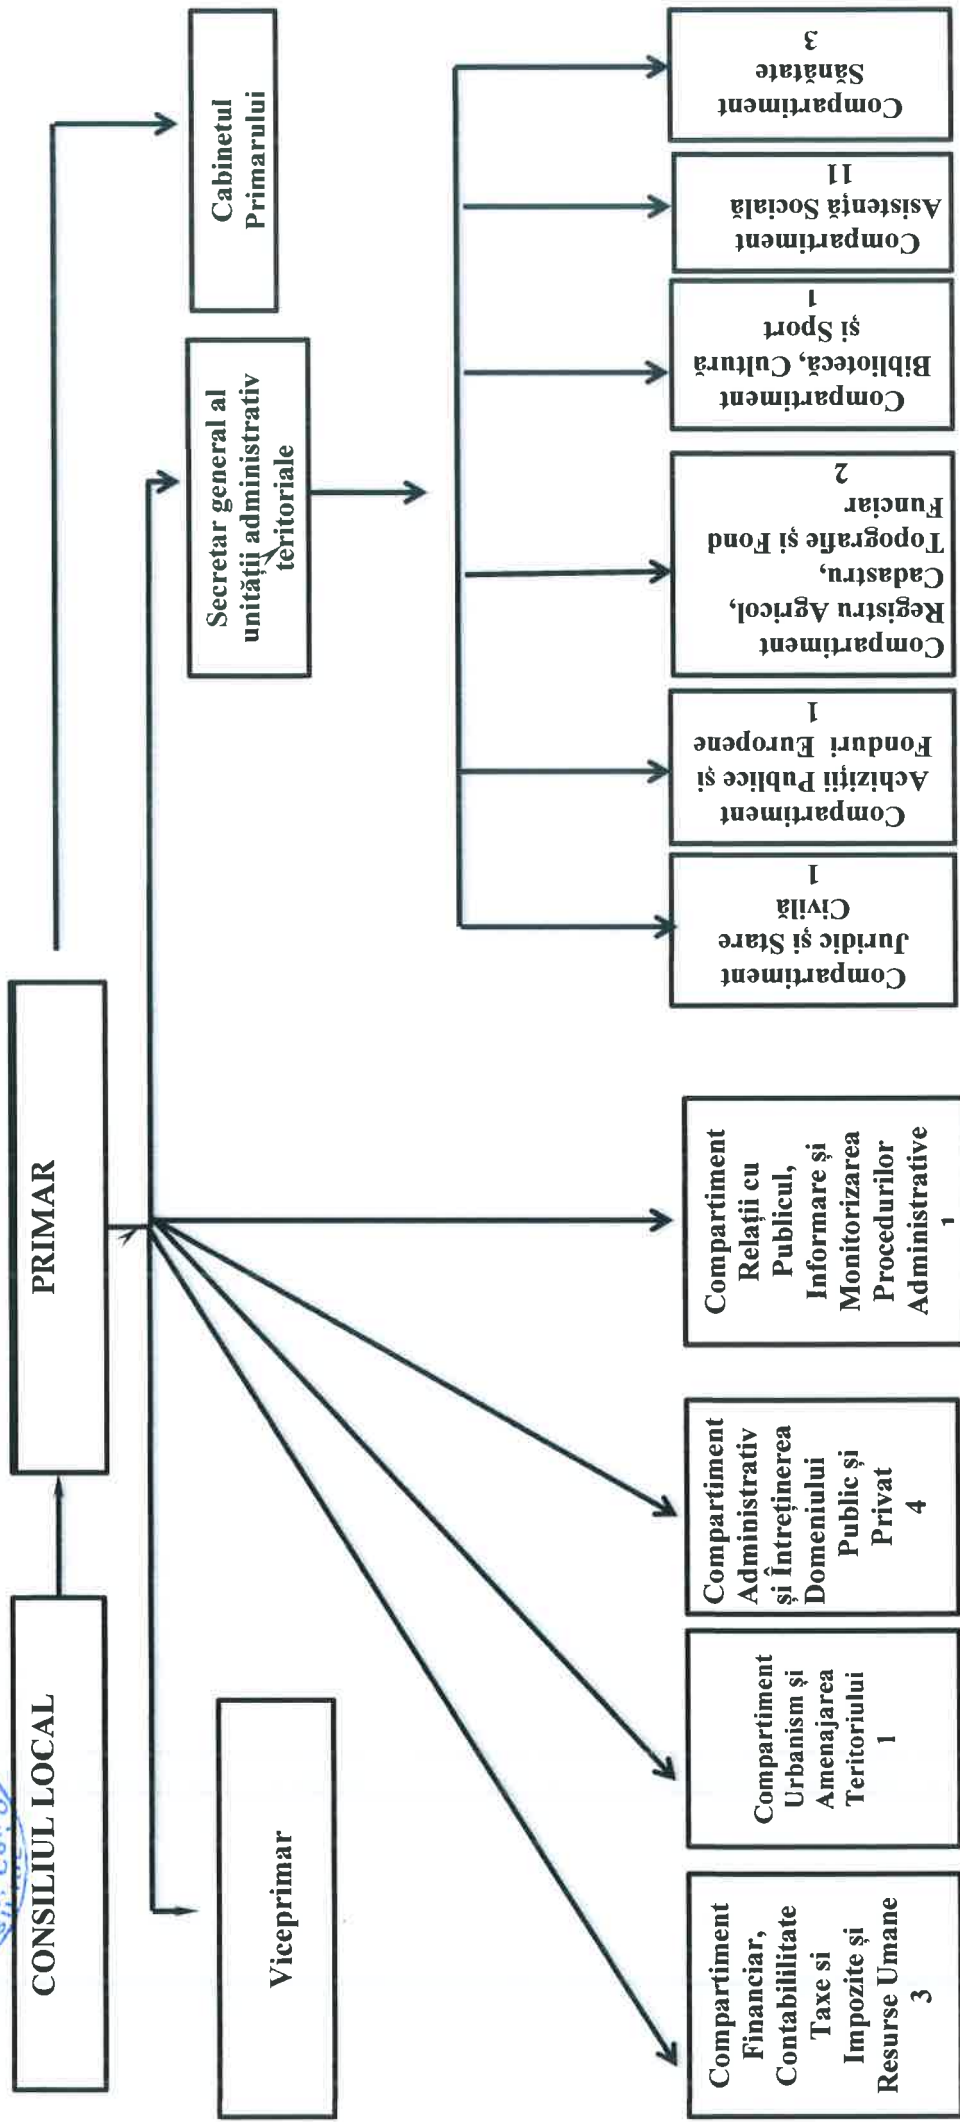 CONSILIUL LOCAL
PRIMAR
Cabinetul
Primarului
Viceprimar
Secretar general al
unității administrativ
teritoriale
Compartiment
Financiar,
Contabililitate
Taxe si
Impozite și
Resurse Umane
3
Compartiment
Urbanism și
Amenajarea
Teritoriului
1
Compartiment
Administrativ
și Întreținerea
Domeniului
Public și
Privat
4
Compartiment
Relații cu
Publicul,
Informare și
Monitorizarea
Procedurilor
Administrative
1
Compartiment
Juridic și Stare
Civilă
1
Compartiment
Achiziții Publice și
Fonduri Europene
1
Compartiment
Registru Agricol,
Cadastru,
Topografie și Fond
Funciar
2
Compartiment
Bibliotecă, Cultură
și Sport
1
Compartiment
Asistență Socială
11
Compartiment
Sănătate
3